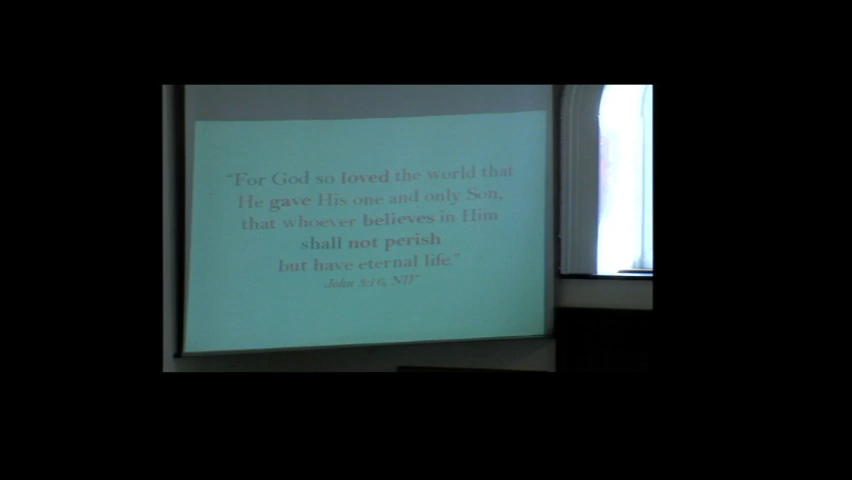 "For God so loved the world that
He gave His one and only Son,
that whoever believes in Him
shall not perish
but have eternal life."
John 3:16, NIV